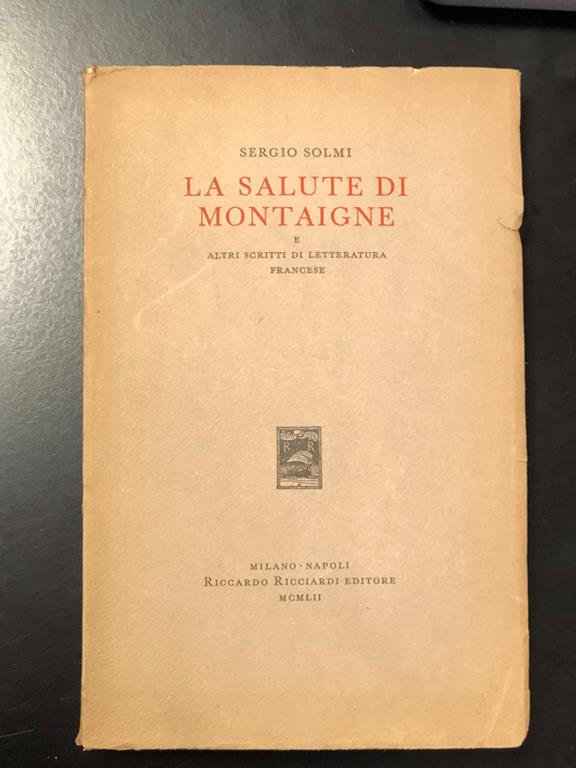 SERGIO SOLMI
LA SALUTE DI
MONTAIGNE
E
ALTRI SCRITTI DI LETTERATURA
FRANCESE
R R
MILANO · NAPOLI
RICCARDO RICCIARDI EDITORE
MCMLII